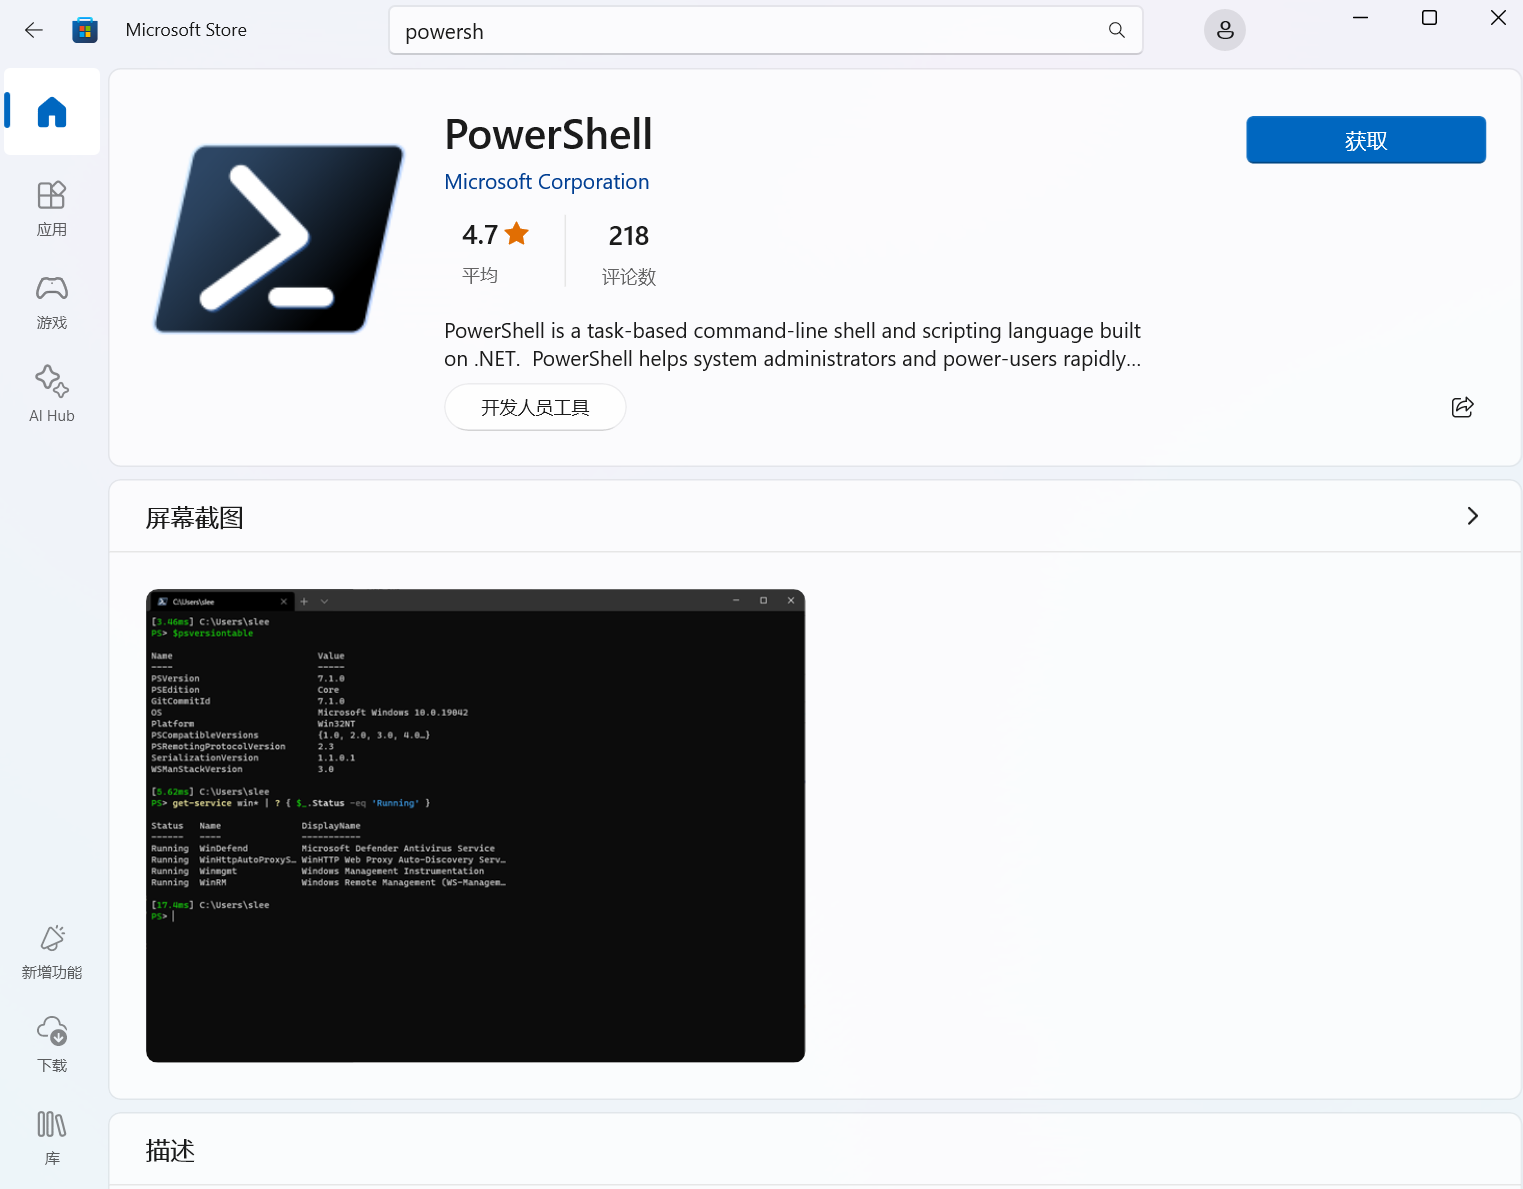 Microsoft Store
powersh
PowerShell
Microsoft Corporation
获取
4.7
218
平均
评论数
PowerShell is a task-based command-line shell and scripting language built
on .NET.  PowerShell helps system administrators and power-users rapidly...
开发人员工具
应用
游戏
AI Hub
屏幕截图
C:\Users\slee
[3.46ms] C:\Users\slee
PS> $psversiontable
Name Value
---- -----
PSVersion 7.1.0
PSEdition Core
GitCommitId 7.1.0
OS Microsoft Windows 10.0.19042
Platform Win32NT
PSCompatibleVersions {1.0, 2.0, 3.0, 4.0…}
PSRemotingProtocolVersion 2.3
SerializationVersion 1.1.0.1
WSManStackVersion 3.0
[5.62ms] C:\Users\slee
PS> get-service win* | ? { $_.Status -eq 'Running' }
Status Name DisplayName
------ ---- -----------
Running WinDefend Microsoft Defender Antivirus Service
Running WinHttpAutoProxyS… WinHTTP Web Proxy Auto-Discovery Serv…
Running Winmgmt Windows Management Instrumentation
Running WinRM Windows Remote Management (WS-Managem…
[17.4ms] C:\Users\slee
PS>
新增功能
下载
库
描述